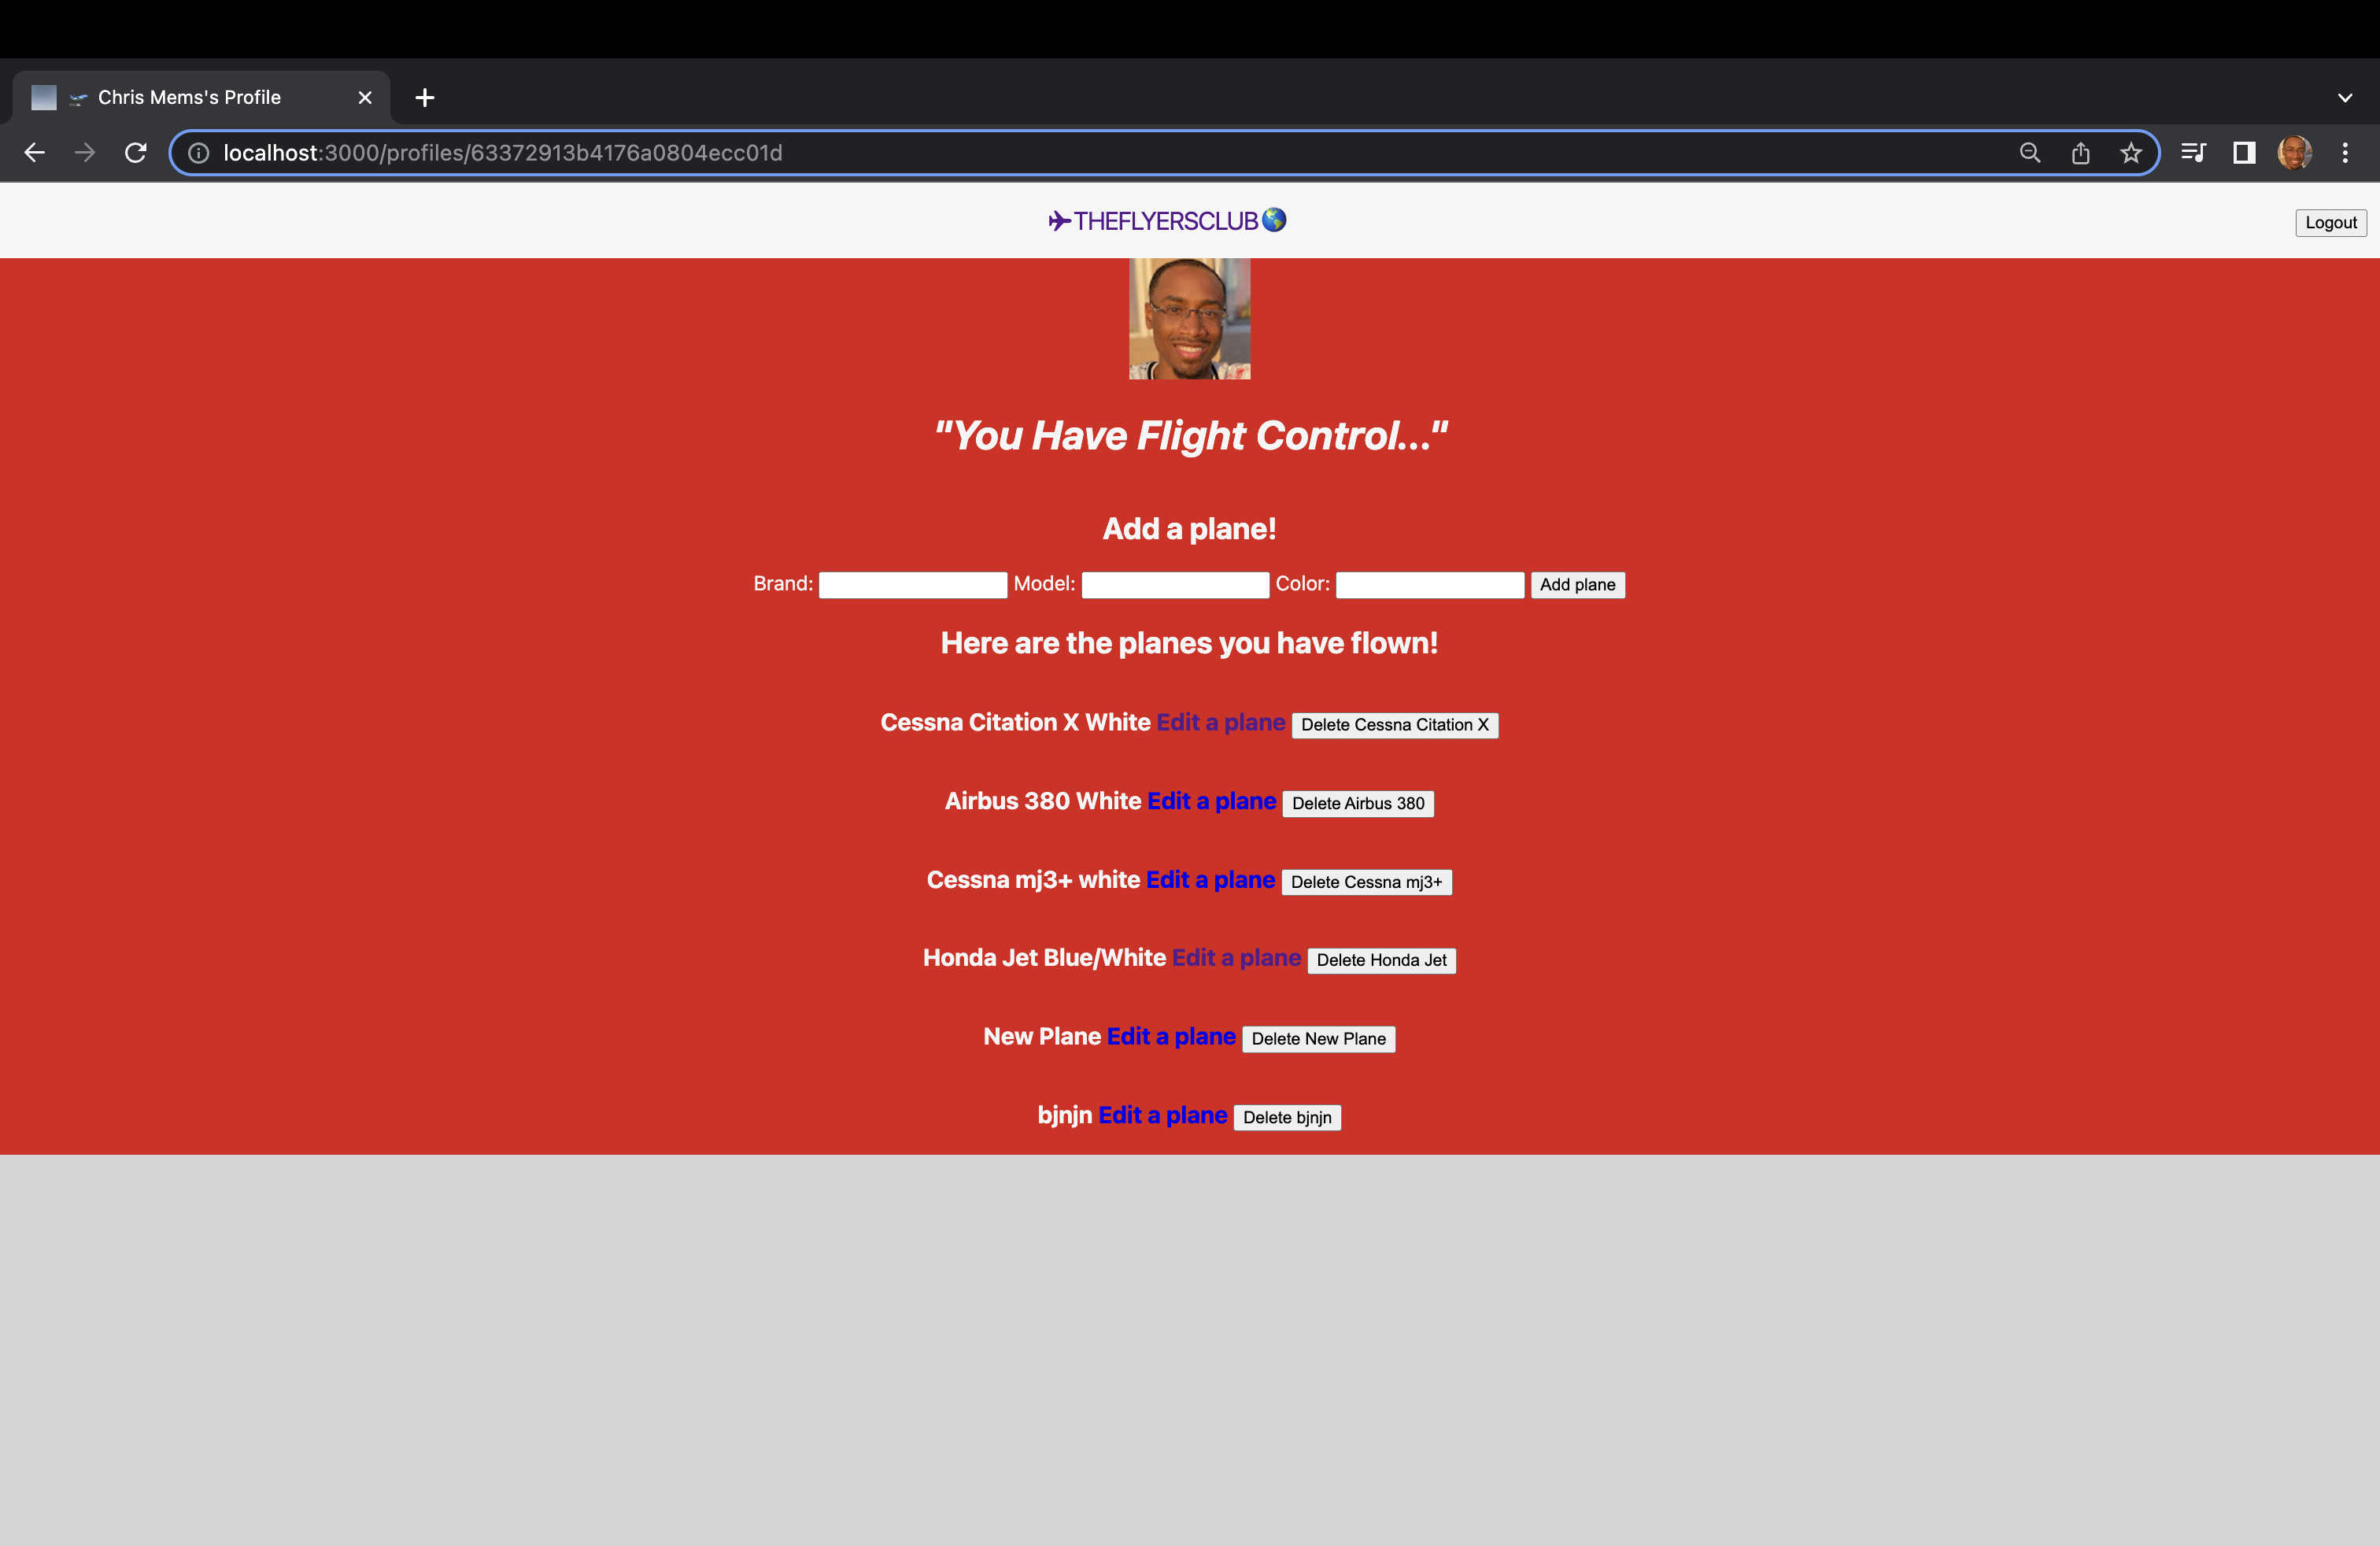 Chris Mems's Profile
localhost:3000/profiles/63372913b4176a0804ecc01d
THEFLYERSCLUB
Logout
"You Have Flight Control..."
Add a plane!
Brand: Model: Color: Add plane
Here are the planes you have flown!
Cessna Citation X White Edit a plane Delete Cessna Citation X
Airbus 380 White Edit a plane Delete Airbus 380
Cessna mj3+ white Edit a plane Delete Cessna mj3+
Honda Jet Blue/White Edit a plane Delete Honda Jet
New Plane Edit a plane Delete New Plane
bjnjn Edit a plane Delete bjnjn